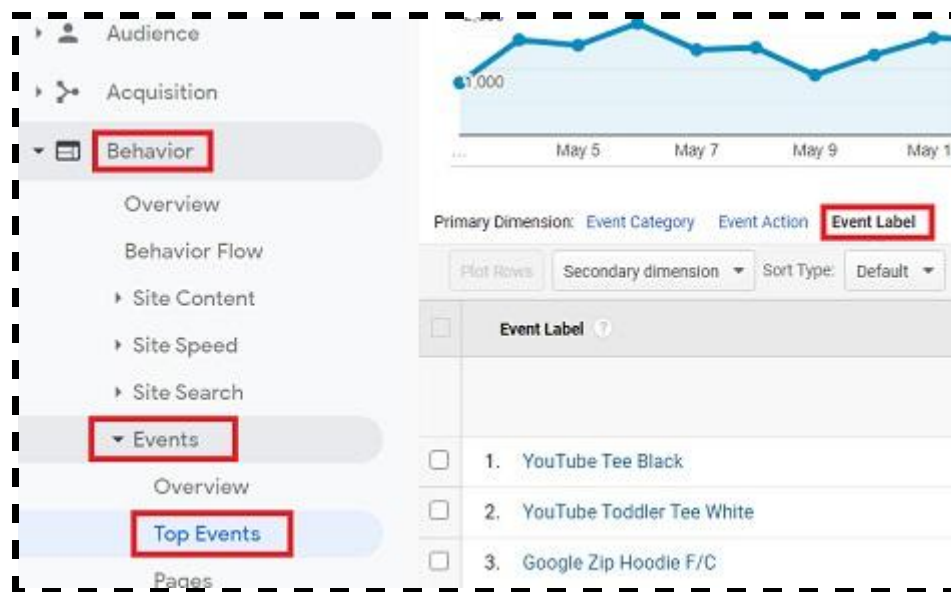 Audience
Acquisition
Behavior
Overview
Behavior Flow
Site Content
Site Speed
Site Search
Events
Overview
Top Events
Pages
1,000
... May 5 May 7 May 9 May 1
Primary Dimension: Event Category Event Action Event Label
Plot Rows Secondary dimension Sort Type: Default
Event Label ?
1. YouTube Tee Black
2. YouTube Toddler Tee White
3. Google Zip Hoodie F/C